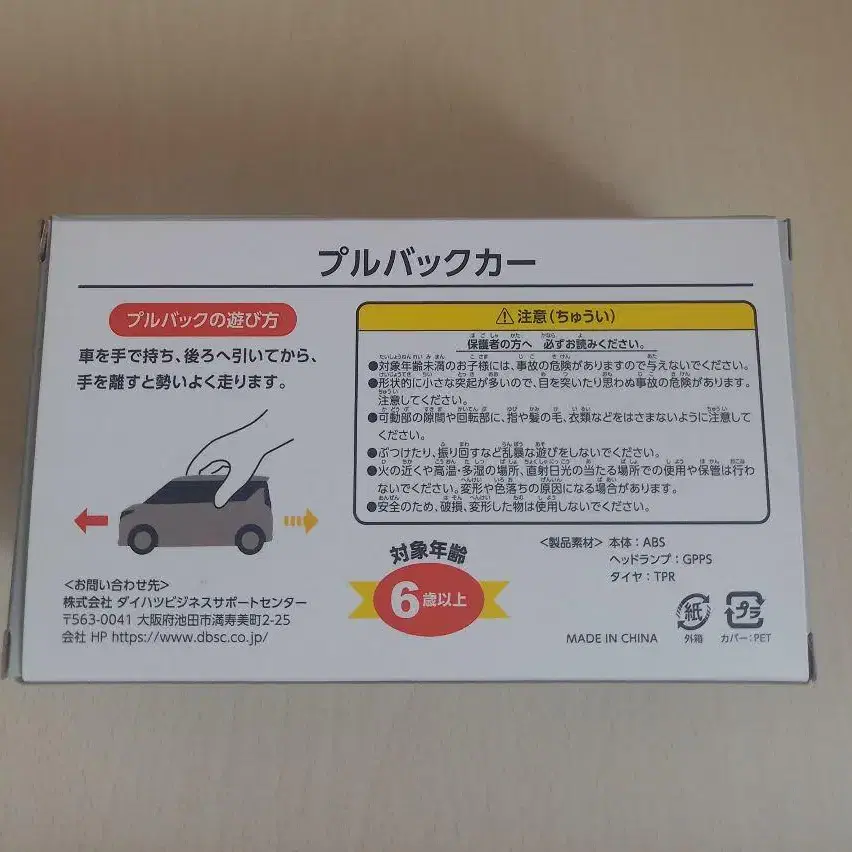 プルバックカー
プルバックの遊び方
車を手で持ち、後ろへ引いてから、
手を離すと勢いよく走ります。
注意(ちゅうい)
保護者の方へ 必ずお読みください。
●対象年齢未満のお子様には、事故の危険がありますので与えないでください。
●形状的に小さな突起が多いので、目を突いたり思わぬ事故の危険があります。
注意してください。
●可動部の隙間や回転部に、指や髪の毛、衣類などをはさまないように注意して
ください。
●ぶつけたり、振り回すなど乱暴な遊びをしないでください。
●火の近くや高温・多湿の場所、直射日光の当たる場所での使用や保管は行わ
ないでください。変形や色落ちの原因になる場合があります。
●安全のため、破損、変形した物は使用しないでください。
<製品素材> 本体:ABS
ヘッドランプ:GPPS
タイヤ:TPR
対象年齢
6歳以上
<お問い合わせ先>
株式会社 ダイハツビジネスサポートセンター
〒563-0041 大阪府池田市満寿美町2-25
会社 HP https://www.dbsc.co.jp/
MADE IN CHINA
紙
外箱
プラ
カバー:PET